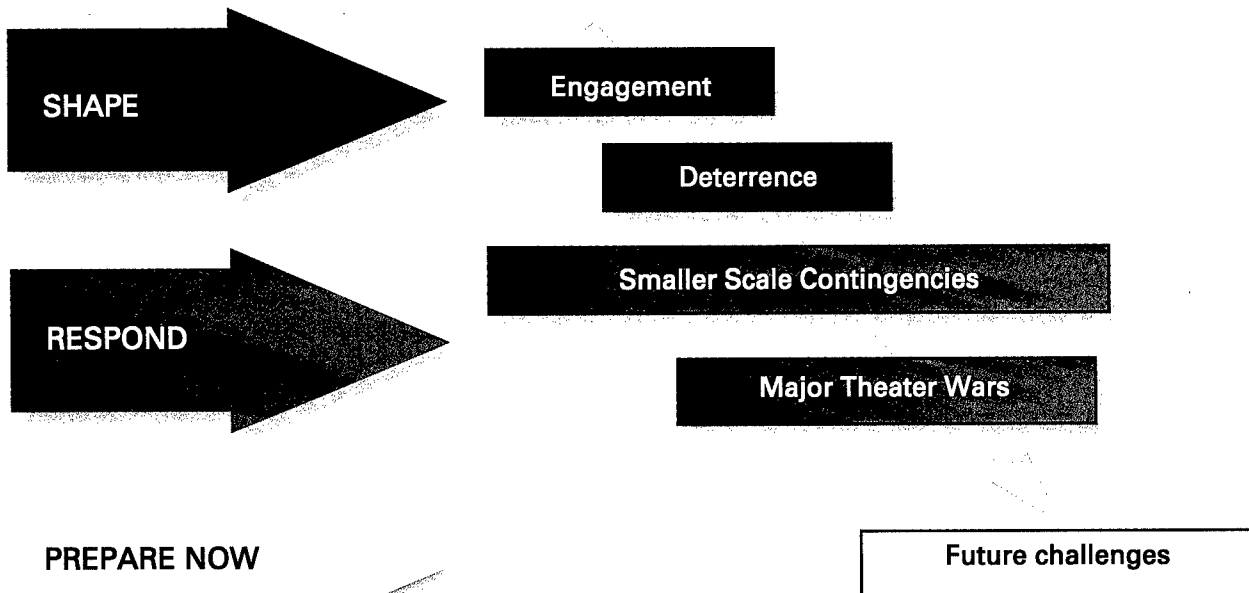 SHAPE
Engagement
Deterrence
RESPOND
Smaller Scale Contingencies
Major Theater Wars
PREPARE NOW
Future challenges